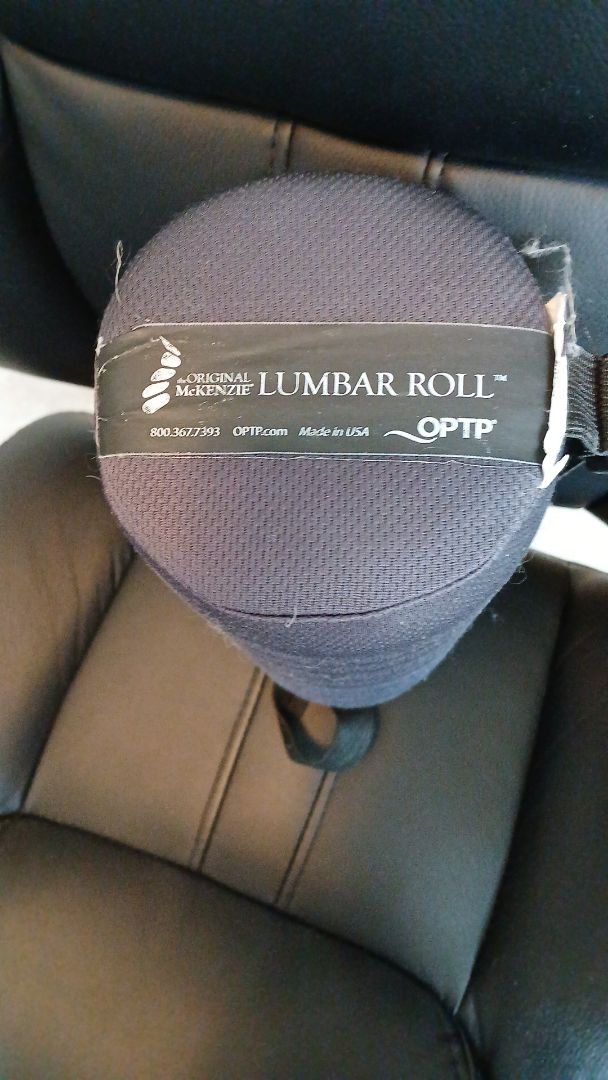 the ORIGINAL
McKENZIE® LUMBAR ROLL™
800.367.7393 OPTP.com Made in USA OPTP®